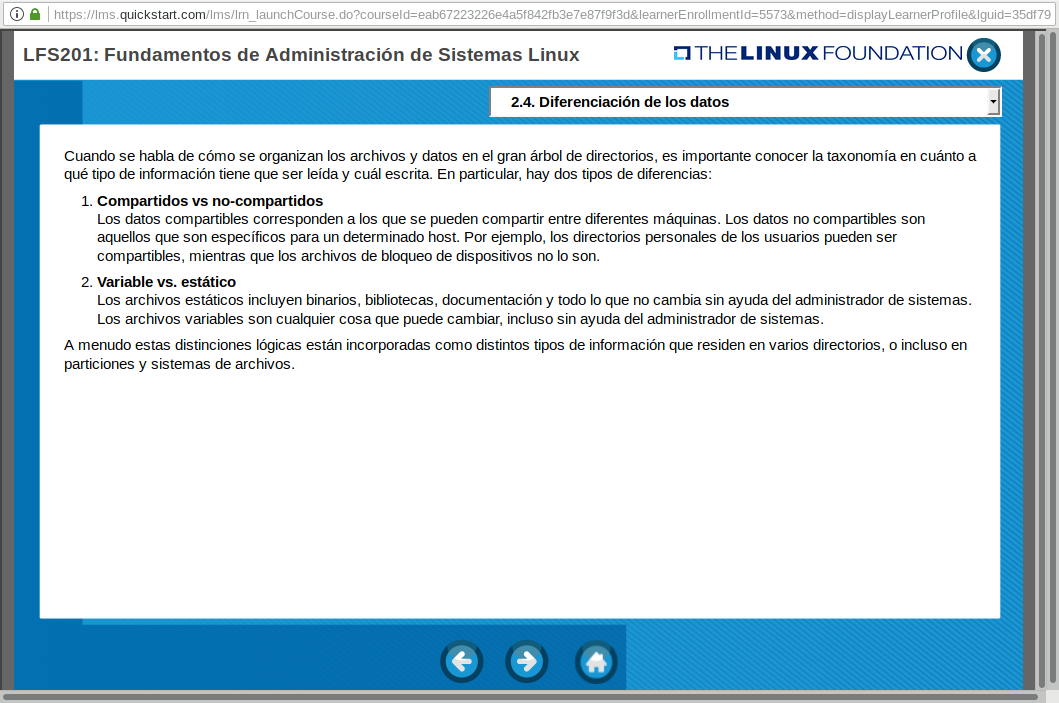 https://lms.quickstart.com/lms/lrn_launchCourse.do?courseId=eab67223226e4a5f842fb3e7e87f9f3d&learnerEnrollmentId=5573&method=displayLearnerProfile&lguid=35df79
LFS201: Fundamentos de Administración de Sistemas Linux
THE LINUX FOUNDATION
2.4. Diferenciación de los datos
Cuando se habla de cómo se organizan los archivos y datos en el gran árbol de directorios, es importante conocer la taxonomía en cuánto a
qué tipo de información tiene que ser leída y cuál escrita. En particular, hay dos tipos de diferencias:
1. Compartidos vs no-compartidos
Los datos compartibles corresponden a los que se pueden compartir entre diferentes máquinas. Los datos no compartibles son
aquellos que son específicos para un determinado host. Por ejemplo, los directorios personales de los usuarios pueden ser
compartibles, mientras que los archivos de bloqueo de dispositivos no lo son.
2. Variable vs. estático
Los archivos estáticos incluyen binarios, bibliotecas, documentación y todo lo que no cambia sin ayuda del administrador de sistemas.
Los archivos variables son cualquier cosa que puede cambiar, incluso sin ayuda del administrador de sistemas.
A menudo estas distinciones lógicas están incorporadas como distintos tipos de información que residen en varios directorios, o incluso en
particiones y sistemas de archivos.